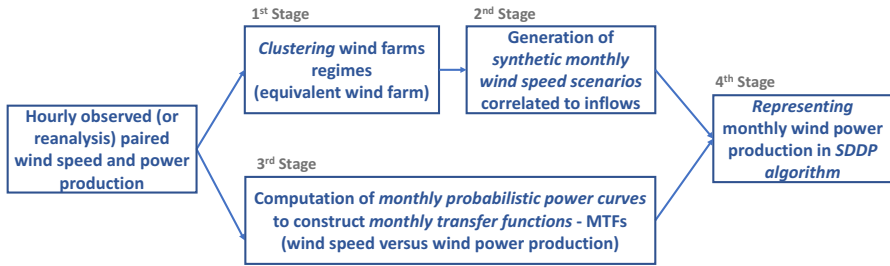 1st Stage
Clustering wind farms
regimes
(equivalent wind farm)
2nd Stage
Generation of
synthetic monthly
wind speed scenarios
correlated to inflows
4th Stage
Representing
monthly wind power
production in SDDP
algorithm
Hourly observed (or
reanalysis) paired
wind speed and power
production
3rd Stage
Computation of monthly probabilistic power curves
to construct monthly transfer functions - MTFs
(wind speed versus wind power production)